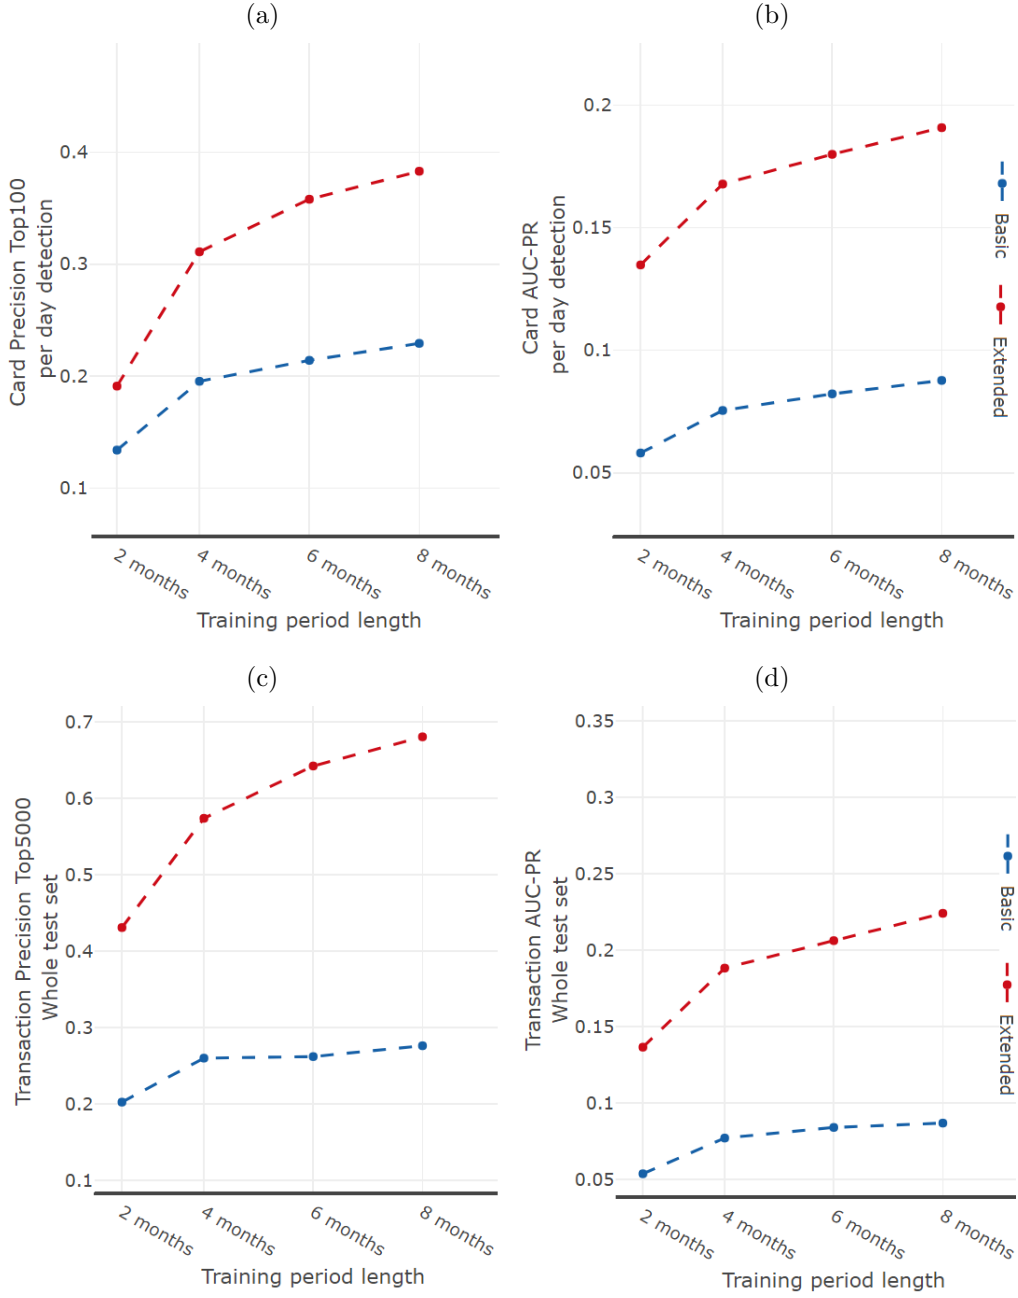 (a)
0.4
0.3
0.2
0.1
Card Precision Top100
per day detection
2 months
4 months
6 months
8 months
Training period length
(b)
0.2
0.15
0.1
0.05
Card AUC-PR
per day detection
2 months
4 months
6 months
8 months
Training period length
Basic
Extended
(c)
0.7
0.6
0.5
0.4
0.3
0.2
0.1
Transaction Precision Top5000
Whole test set
2 months
4 months
6 months
8 months
Training period length
(d)
0.35
0.3
0.25
0.2
0.15
0.1
0.05
Transaction AUC-PR
Whole test set
2 months
4 months
6 months
8 months
Training period length
Basic
Extended